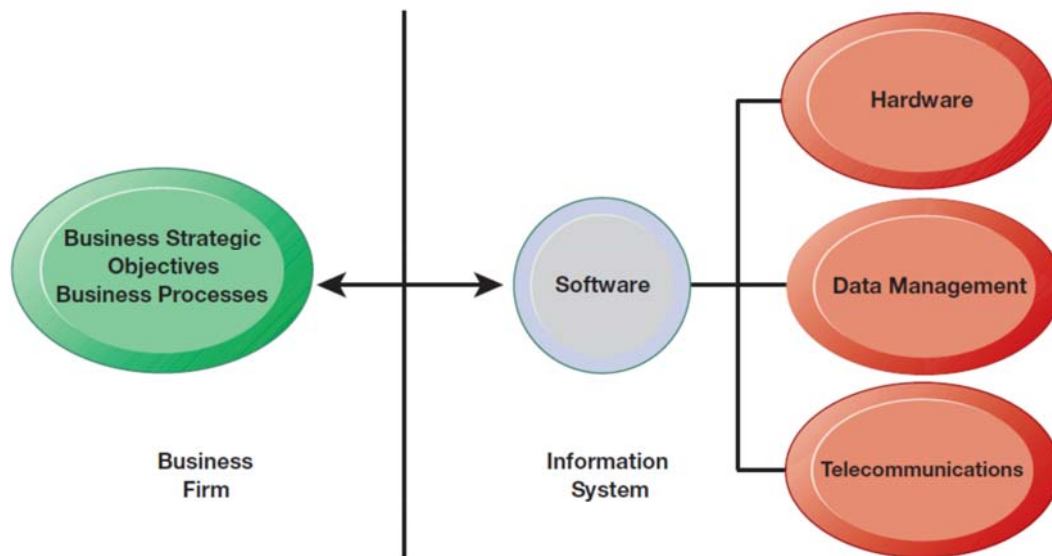 Business Strategic
Objectives
Business Processes
Business
Firm
Software
Information
System
Hardware
Data Management
Telecommunications